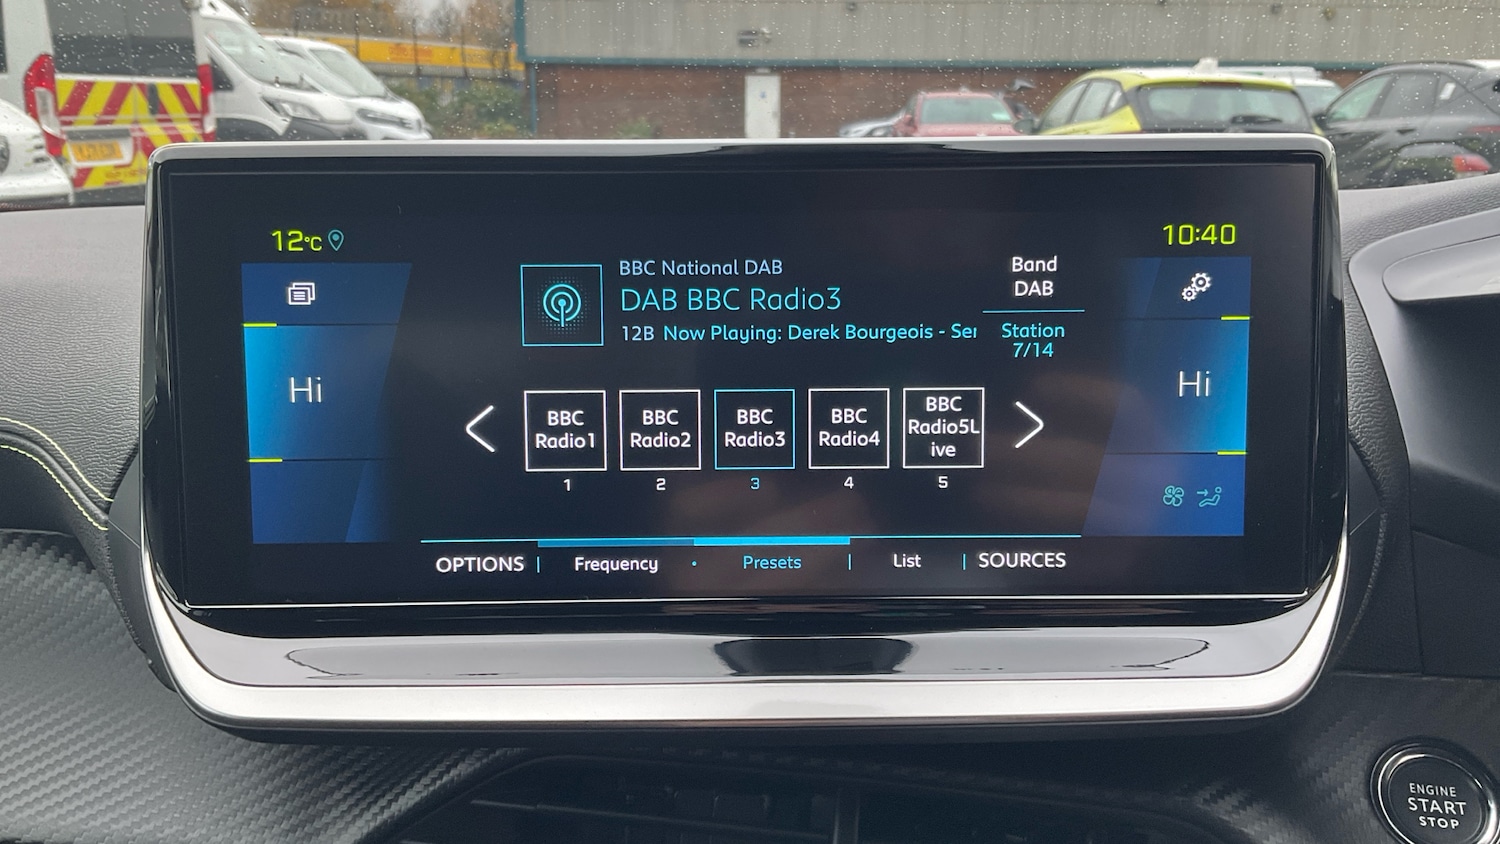 12°C
10:40
BBC National DAB
DAB BBC Radio3
12B Now Playing: Derek Bourgeois - Ser
Band
DAB
Station
7/14
Hi
Hi
BBC
Radio1
BBC
Radio2
BBC
Radio3
BBC
Radio4
BBC
Radio5L
ive
1
2
3
4
5
OPTIONS | Frequency • Presets | List | SOURCES
ENGINE
START
STOP